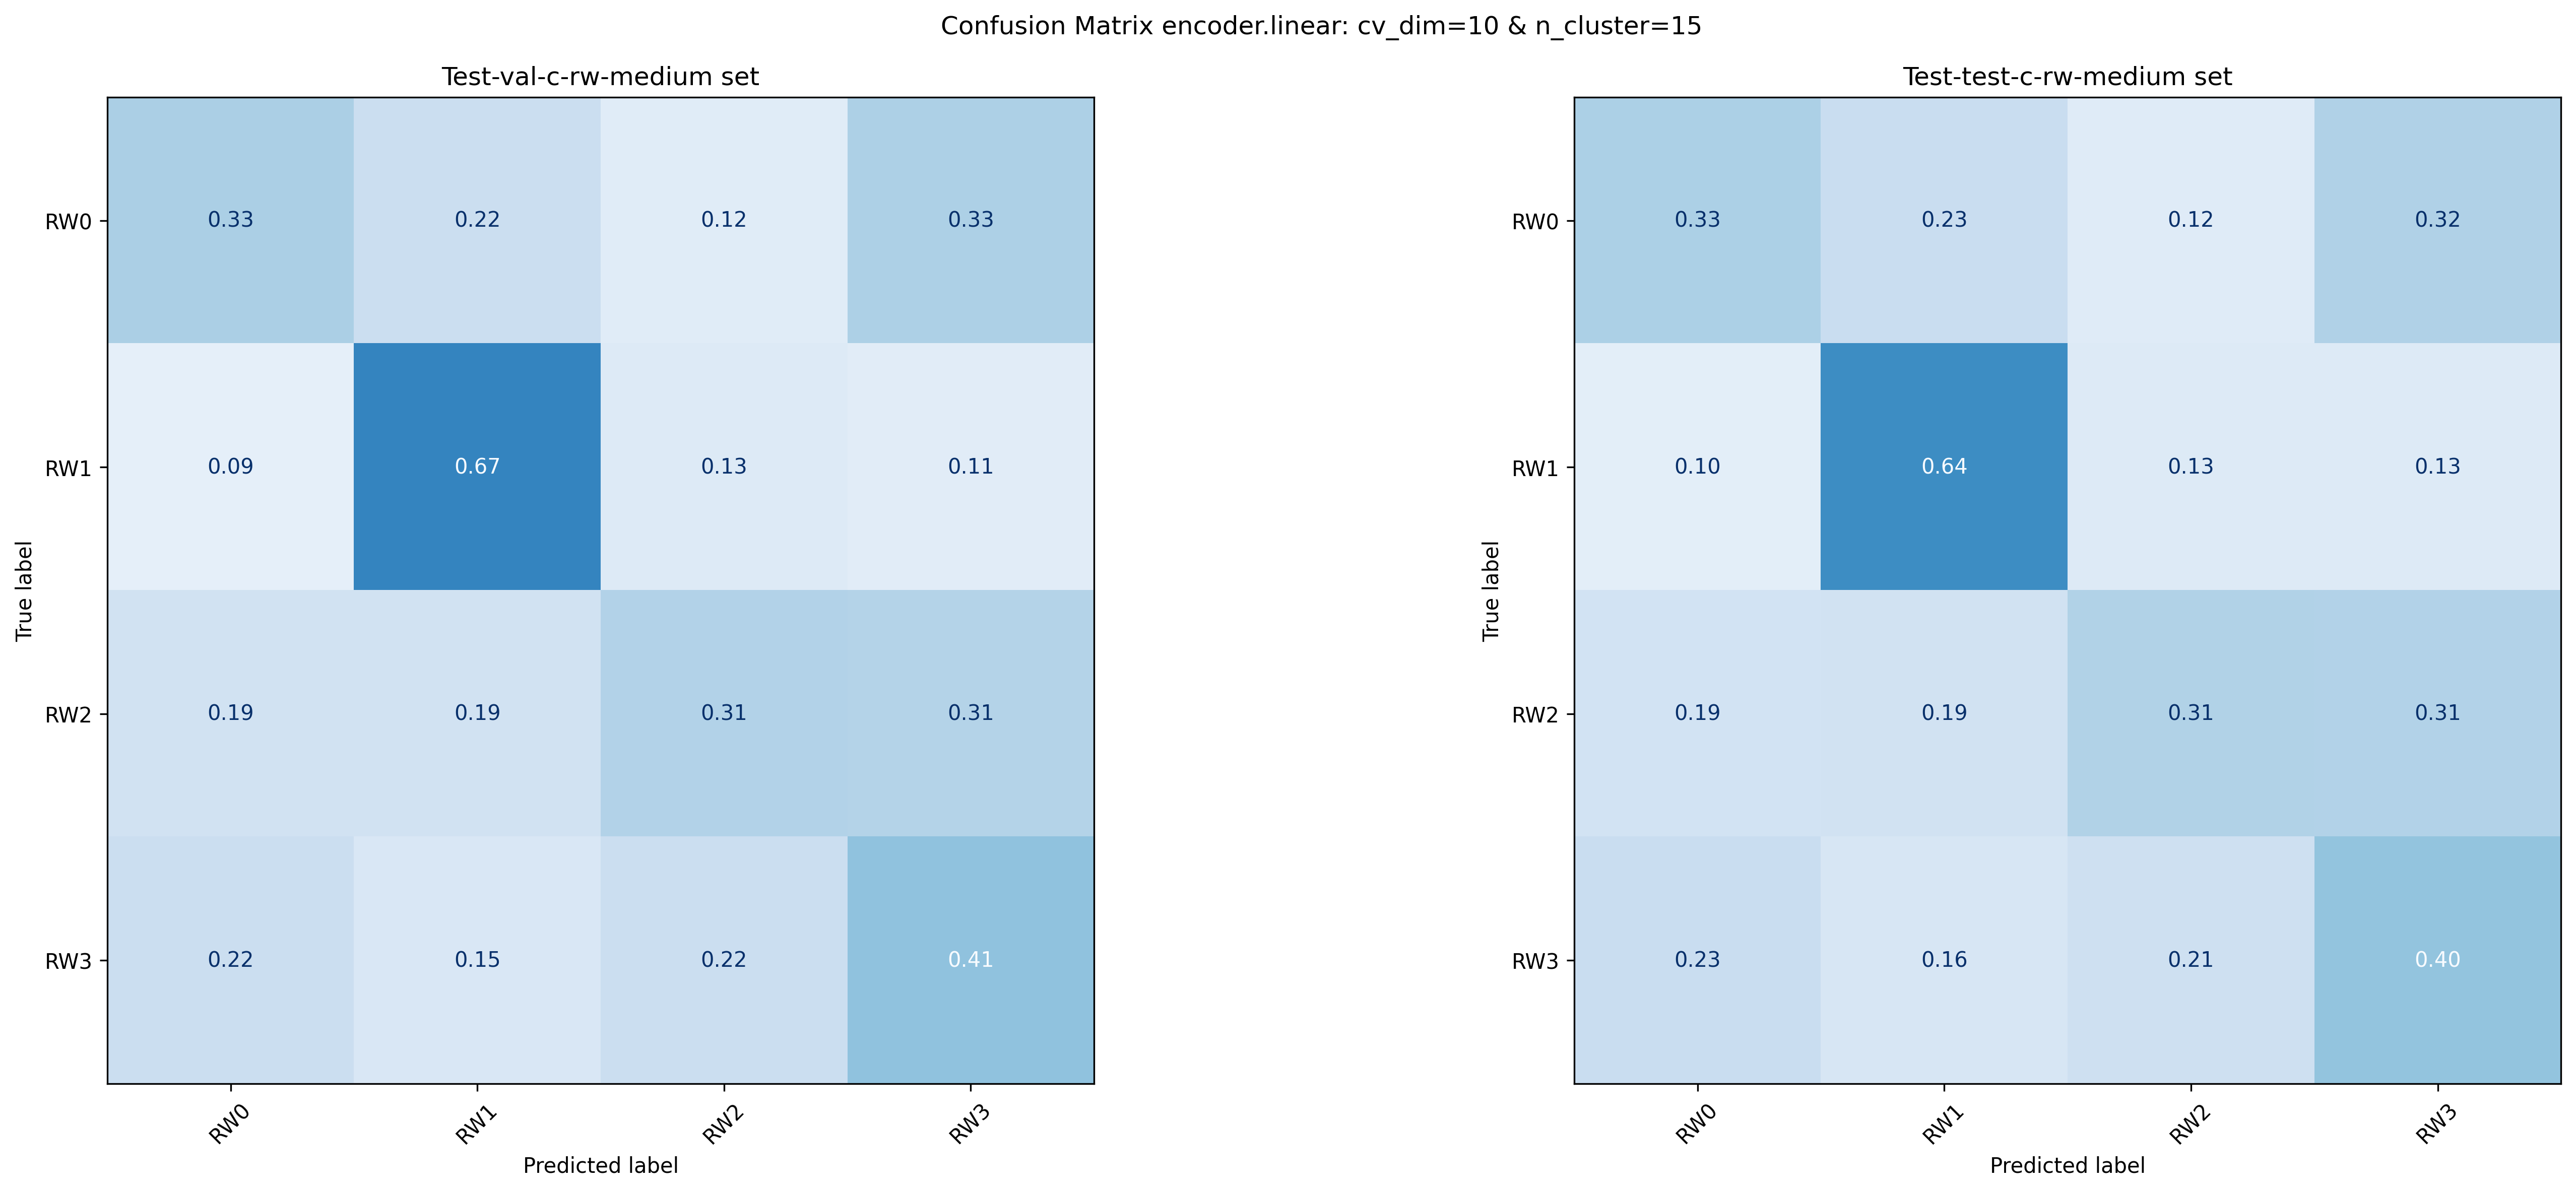 Confusion Matrix encoder.linear: cv_dim=10 & n_cluster=15
Test-val-c-rw-medium set
True label
RW0 0.33 0.22 0.12 0.33
RW1 0.09 0.67 0.13 0.11
RW2 0.19 0.19 0.31 0.31
RW3 0.22 0.15 0.22 0.41
RW0 RW1 RW2 RW3
Predicted label
Test-test-c-rw-medium set
True label
RW0 0.33 0.23 0.12 0.32
RW1 0.10 0.64 0.13 0.13
RW2 0.19 0.19 0.31 0.31
RW3 0.23 0.16 0.21 0.40
RW0 RW1 RW2 RW3
Predicted label